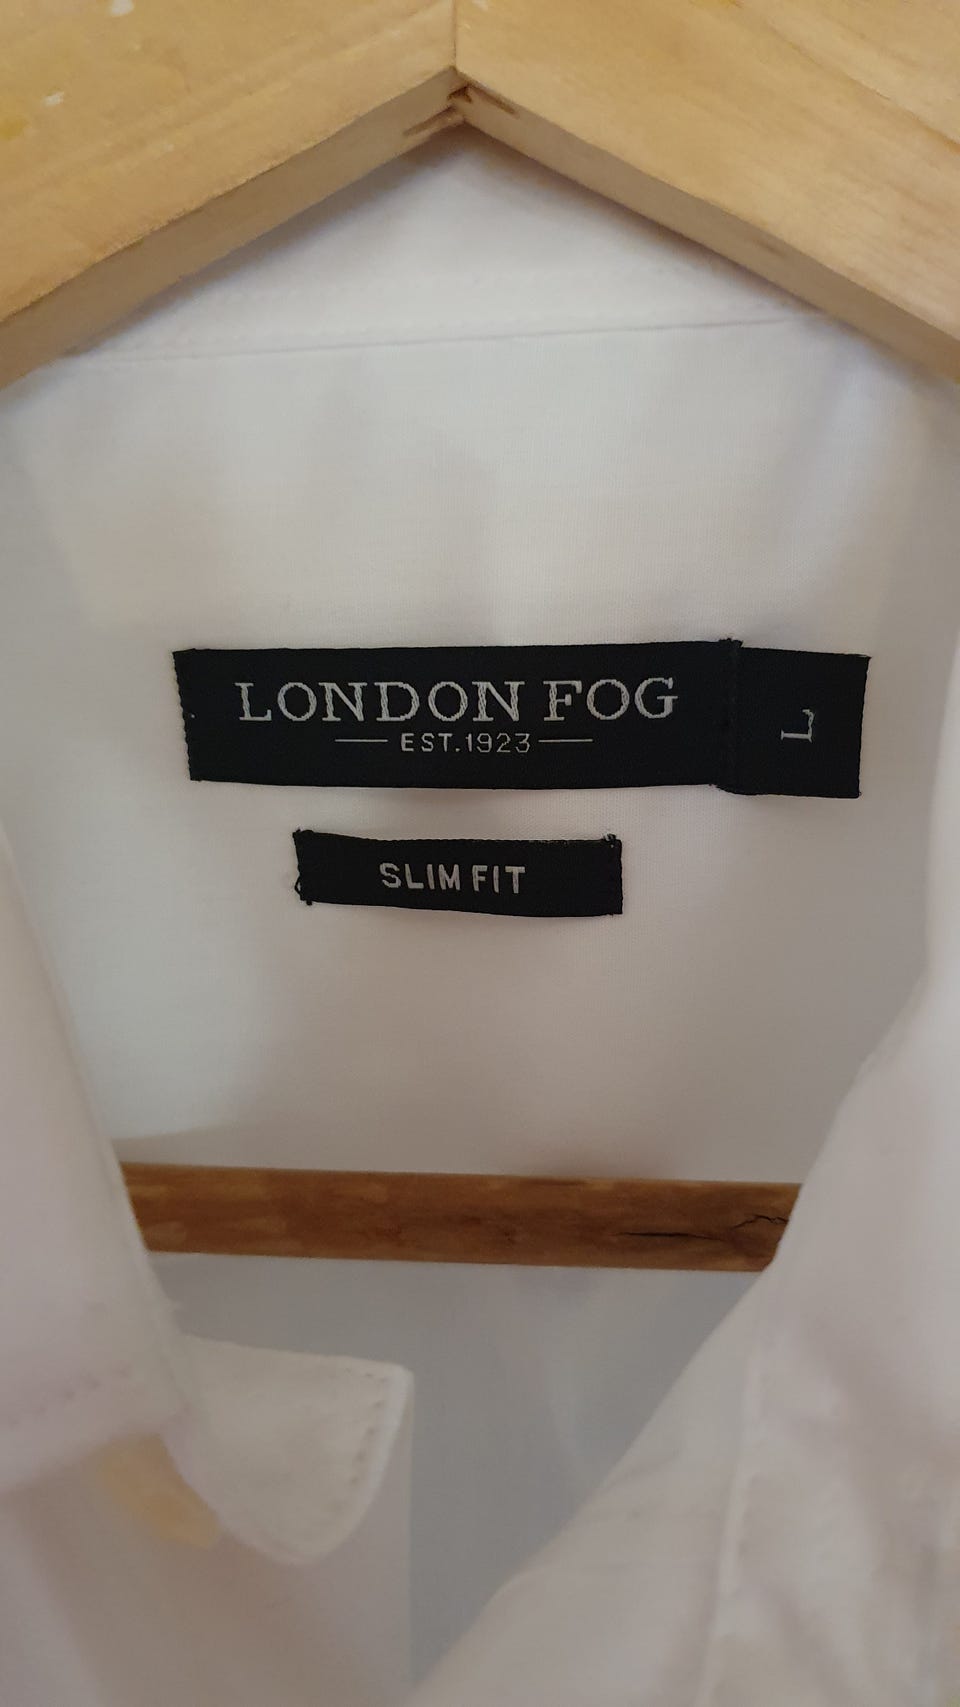 LONDON FOG
EST.1923
L
SLIM FIT